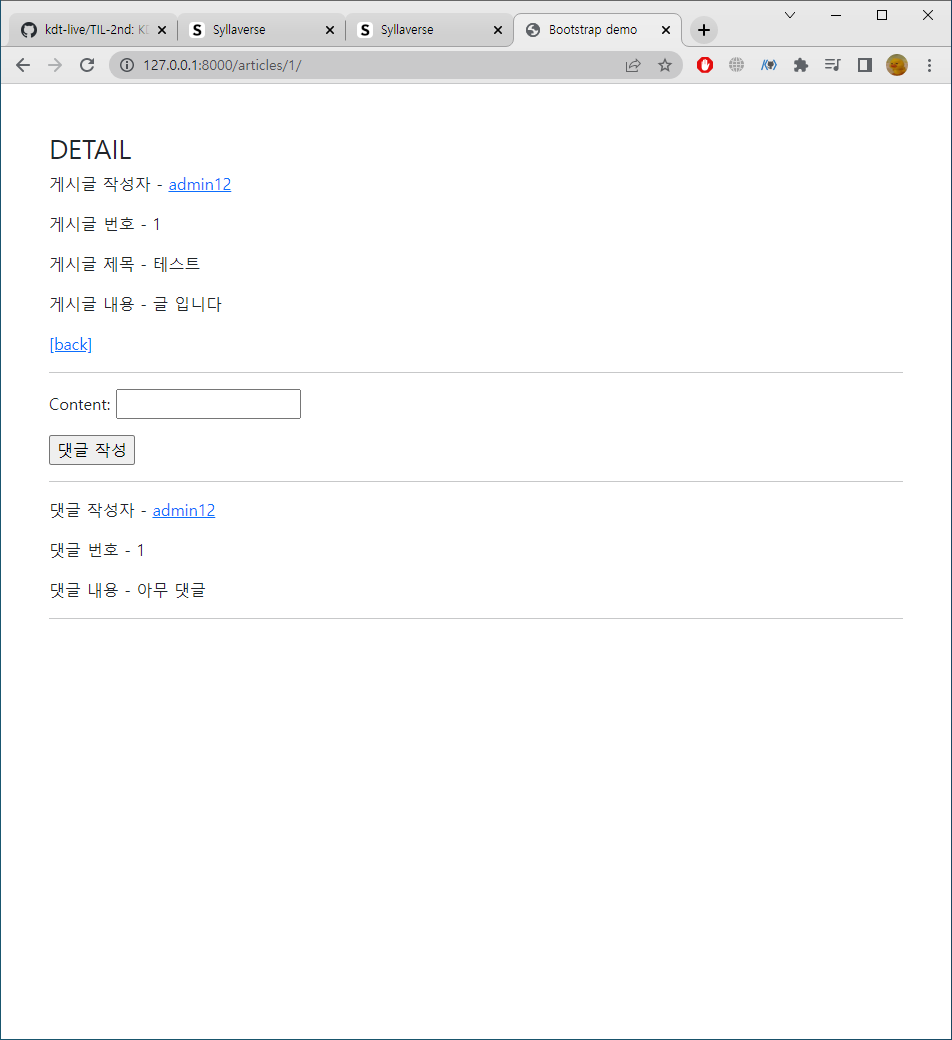 kdt-live/TIL-2nd: KD
Syllaverse
Syllaverse
Bootstrap demo
127.0.0.1:8000/articles/1/
DETAIL
게시글 작성자 - admin12
게시글 번호 - 1
게시글 제목 - 테스트
게시글 내용 - 글 입니다
[back]
Content:
댓글 작성
댓글 작성자 - admin12
댓글 번호 - 1
댓글 내용 - 아무 댓글